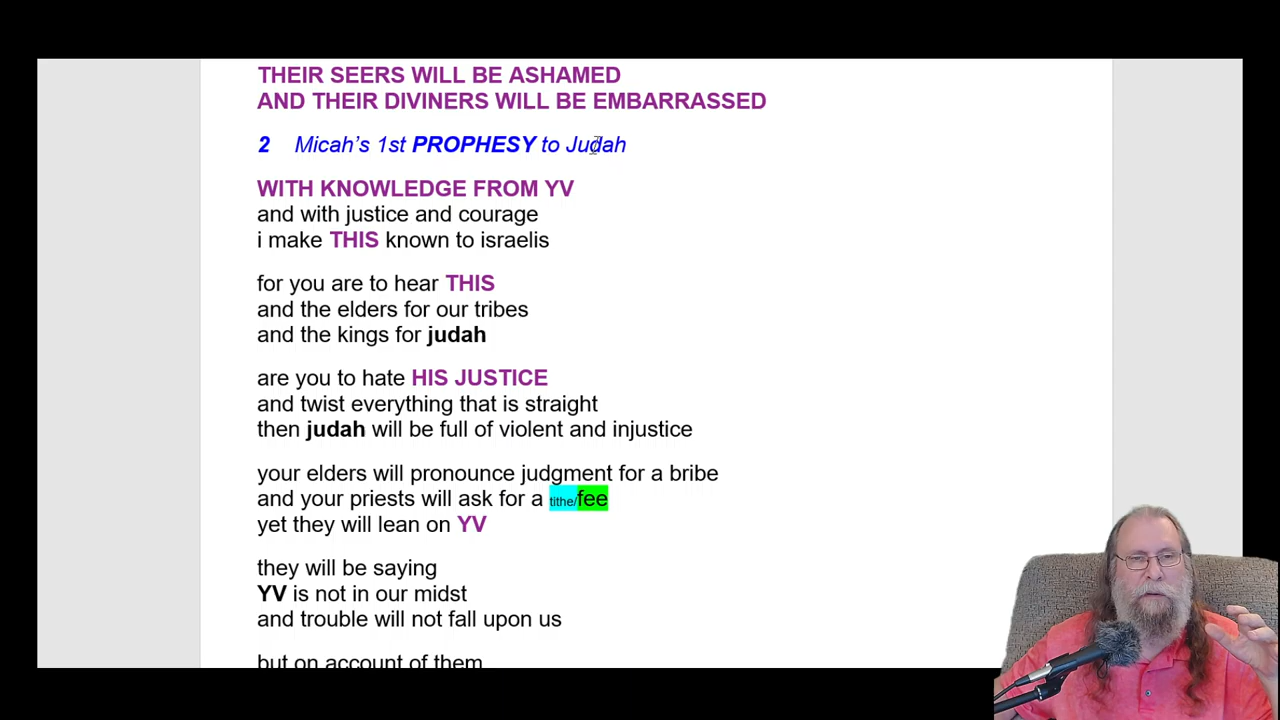 THEIR SEERS WILL BE ASHAMED
AND THEIR DIVINERS WILL BE EMBARRASSED
2 Micah's 1st PROPHESY to Judah
WITH KNOWLEDGE FROM YV
and with justice and courage
i make THIS known to israelis
for you are to hear THIS
and the elders for our tribes
and the kings for judah
are you to hate HIS JUSTICE
and twist everything that is straight
then judah will be full of violent and injustice
your elders will pronounce judgment for a bribe
and your priests will ask for a tithe/fee
yet they will lean on YV
they will be saying
YV is not in our midst
and trouble will not fall upon us
but on account of them